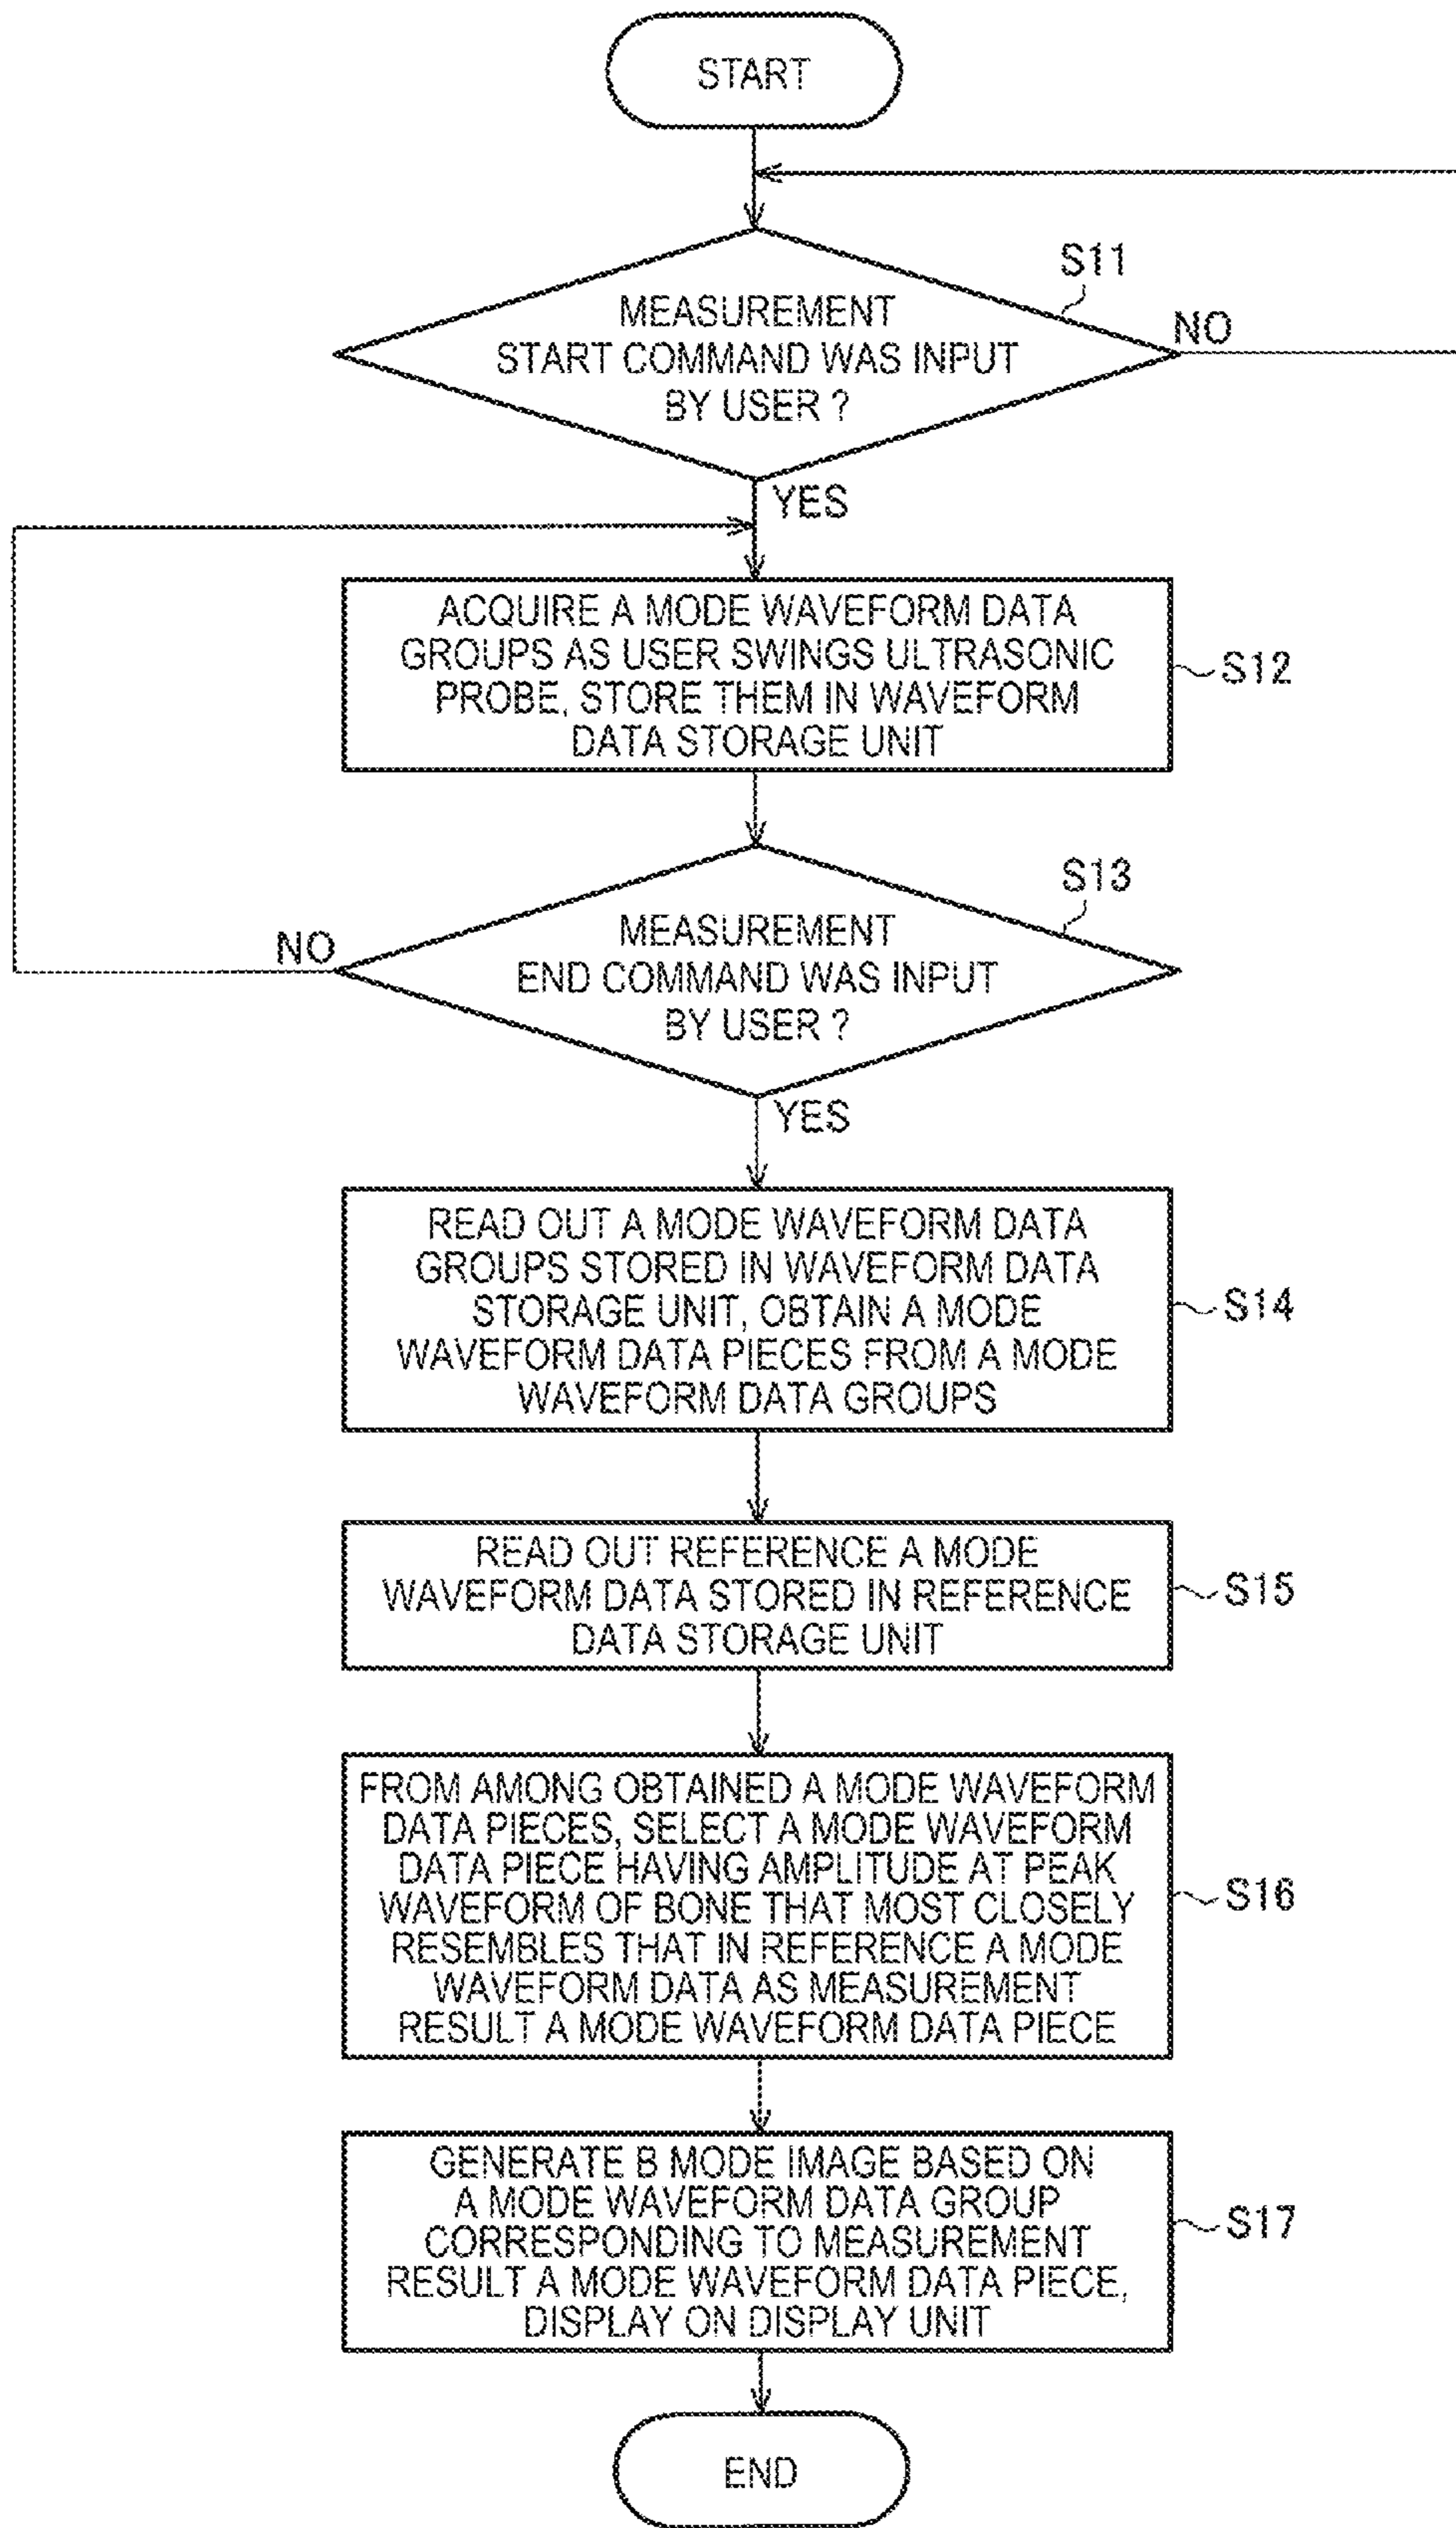 START
S11
MEASUREMENT
START COMMAND WAS INPUT
BY USER ?
NO
YES
ACQUIRE A MODE WAVEFORM DATA
GROUPS AS USER SWINGS ULTRASONIC
PROBE, STORE THEM IN WAVEFORM
DATA STORAGE UNIT
S12
S13
MEASUREMENT
END COMMAND WAS INPUT
BY USER ?
NO
YES
READ OUT A MODE WAVEFORM DATA
GROUPS STORED IN WAVEFORM DATA
STORAGE UNIT, OBTAIN A MODE
WAVEFORM DATA PIECES FROM A MODE
WAVEFORM DATA GROUPS
S14
READ OUT REFERENCE A MODE
WAVEFORM DATA STORED IN REFERENCE
DATA STORAGE UNIT
S15
FROM AMONG OBTAINED A MODE WAVEFORM
DATA PIECES, SELECT A MODE WAVEFORM
DATA PIECE HAVING AMPLITUDE AT PEAK
WAVEFORM OF BONE THAT MOST CLOSELY
RESEMBLES THAT IN REFERENCE A MODE
WAVEFORM DATA AS MEASUREMENT
RESULT A MODE WAVEFORM DATA PIECE
S16
GENERATE B MODE IMAGE BASED ON
A MODE WAVEFORM DATA GROUP
CORRESPONDING TO MEASUREMENT
RESULT A MODE WAVEFORM DATA PIECE,
DISPLAY ON DISPLAY UNIT
S17
END